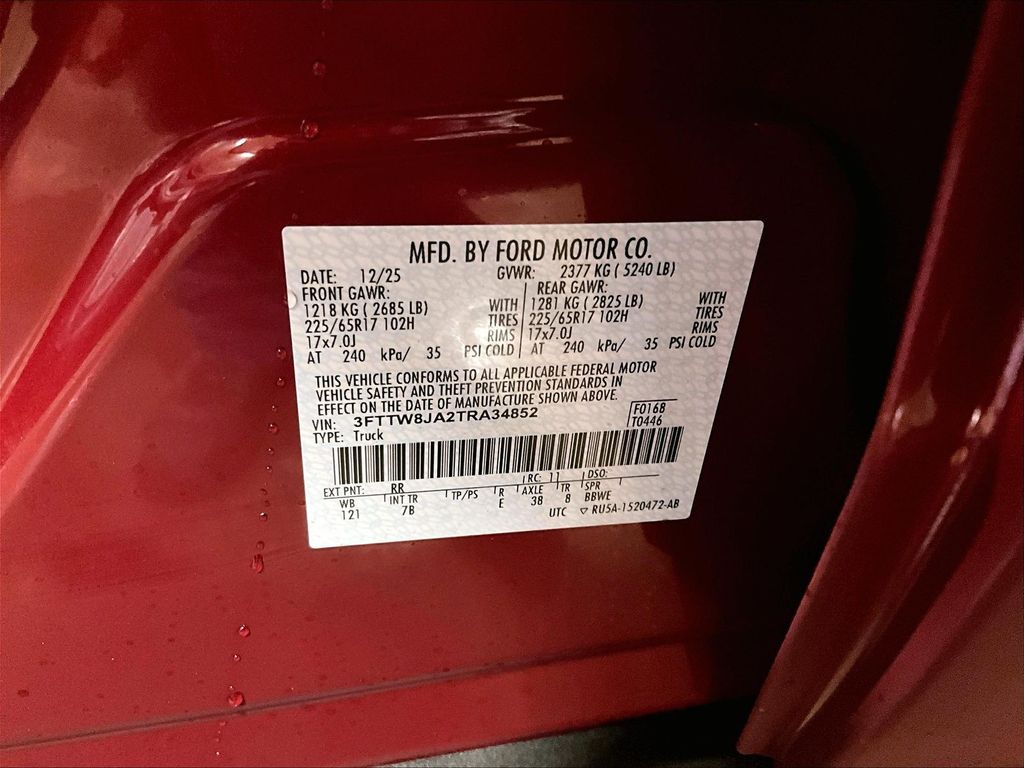 MFD. BY FORD MOTOR CO.
DATE: 12/25 GVWR: 2377 KG ( 5240 LB)
FRONT GAWR: REAR GAWR:
1218 KG ( 2685 LB) WITH 1281 KG ( 2825 LB) WITH
225/65R17 102H TIRES 225/65R17 102H TIRES
17x7.0J RIMS 17x7.0J RIMS
AT 240 kPa/ 35 PSI COLD AT 240 kPa/ 35 PSI COLD
THIS VEHICLE CONFORMS TO ALL APPLICABLE FEDERAL MOTOR
VEHICLE SAFETY AND THEFT PREVENTION STANDARDS IN
EFFECT ON THE DATE OF MANUFACTURE SHOWN ABOVE.
VIN: 3FTTW8JA2TRA34852 F0168
TYPE: Truck T0446
EXT PNT: RR RC: 11 DSO:
WB INT TR TP/PS R AXLE TR SPR
121 7B E 38 8 BBWE
UTC ▽ RU5A-1520472-AB